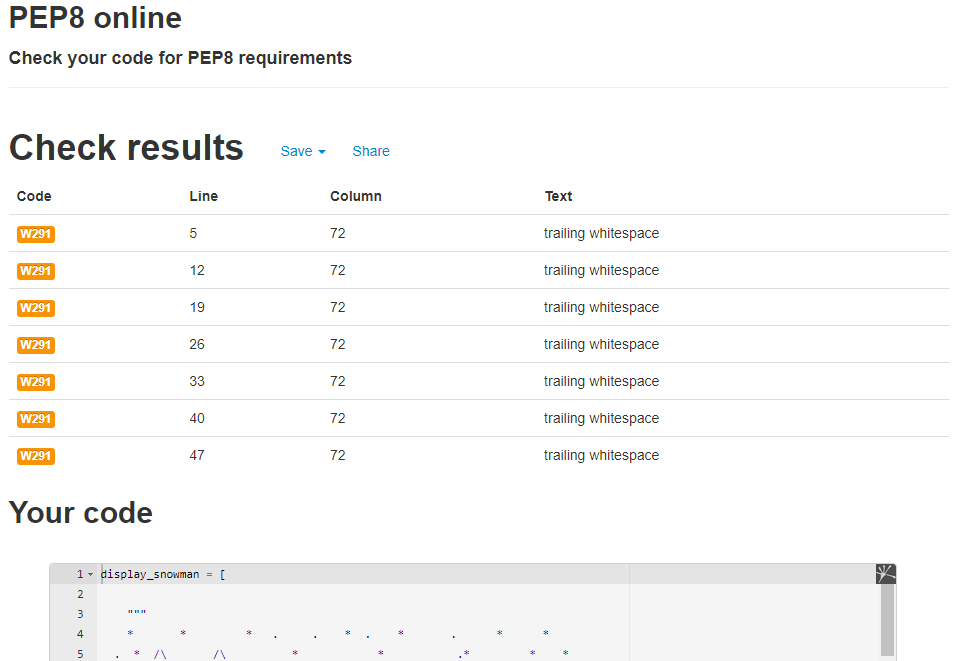 PEP8 online
Check your code for PEP8 requirements
Check results Save Share
Code Line Column Text
W291 5 72 trailing whitespace
W291 12 72 trailing whitespace
W291 19 72 trailing whitespace
W291 26 72 trailing whitespace
W291 33 72 trailing whitespace
W291 40 72 trailing whitespace
W291 47 72 trailing whitespace
Your code
1 display_snowman = [
2
3 """
4 * * * . . * . * . * *
5 . * /\ /\ * * .* * *